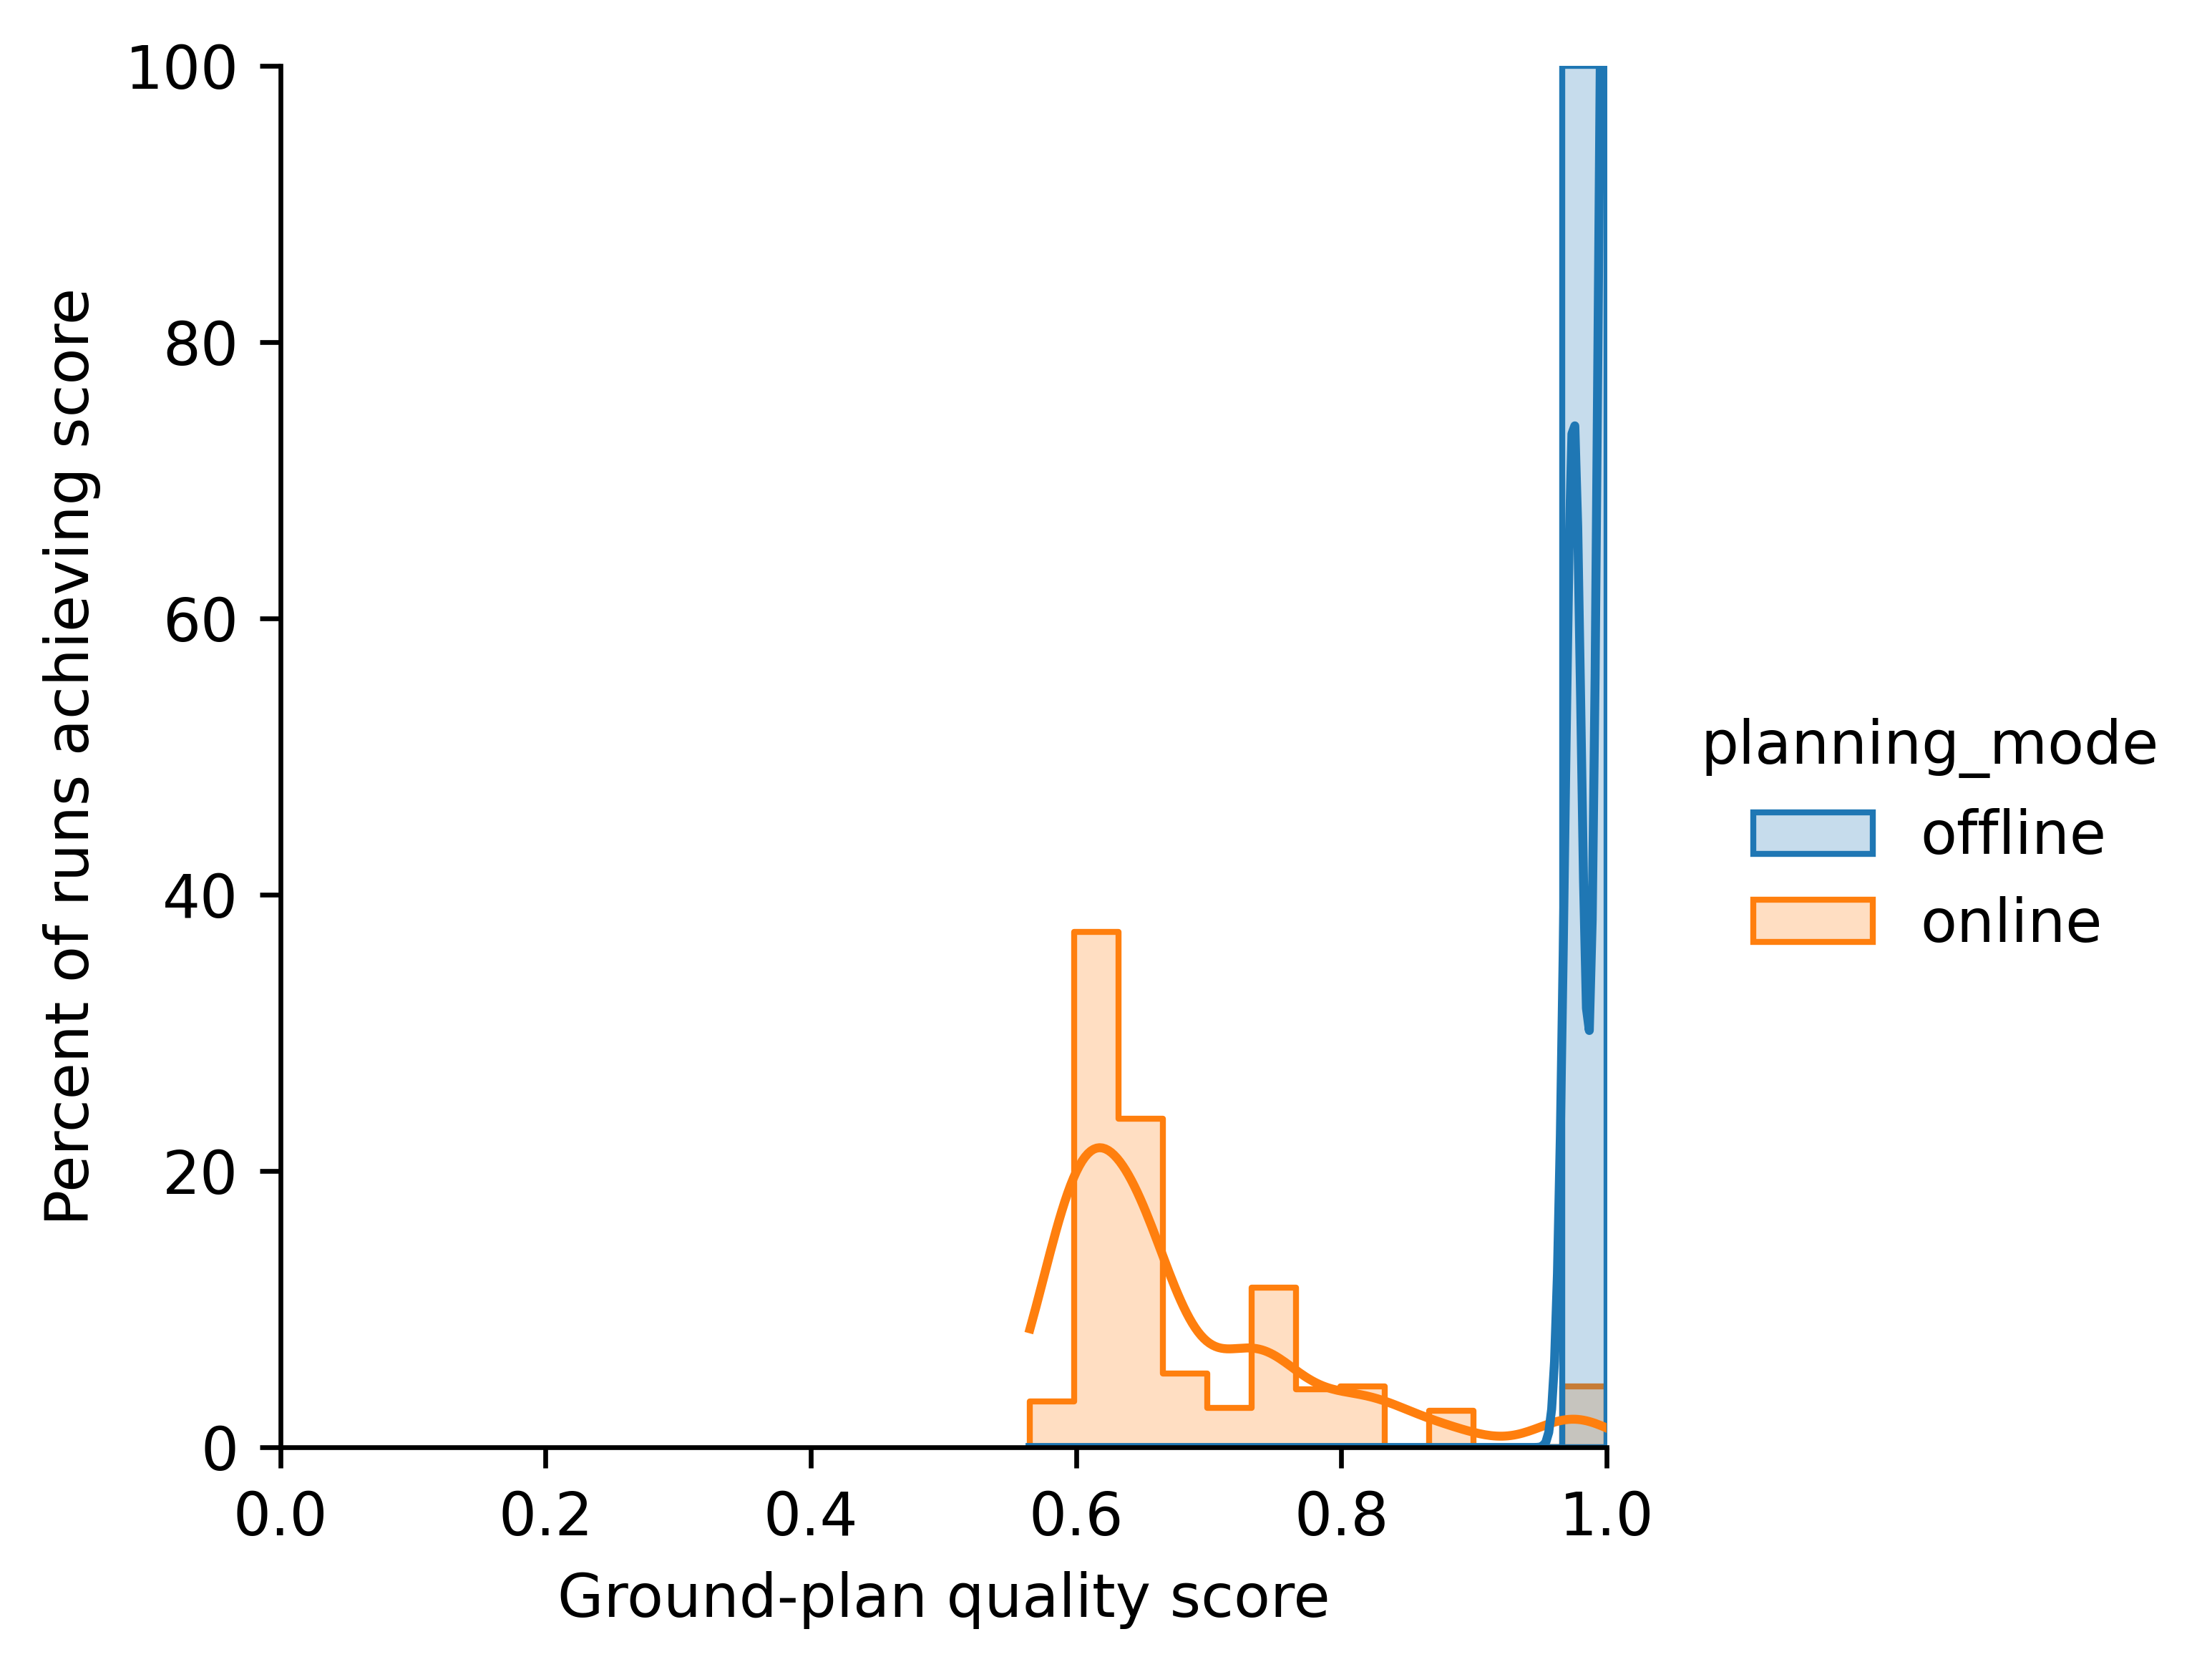 Percent of runs achieving score
100
80
60
40
20
0
0.0 0.2 0.4 0.6 0.8 1.0
Ground-plan quality score
planning_mode
offline
online